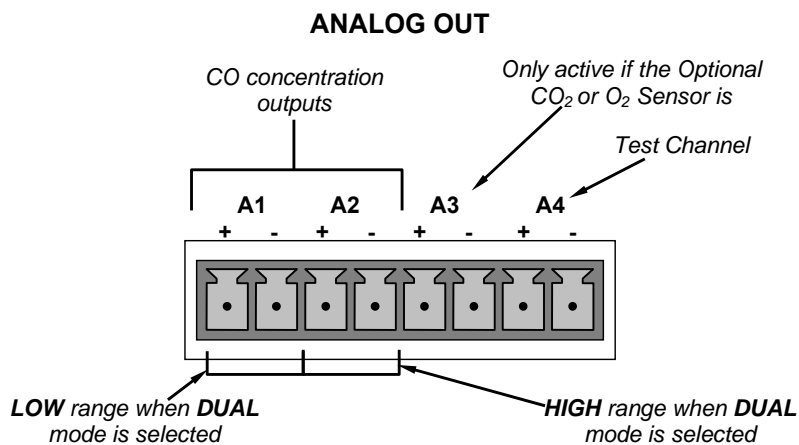 ANALOG OUT
CO concentration
outputs
Only active if the Optional
CO2 or O2 Sensor is
Test Channel
A1 A2 A3 A4
+ - + - + - + -
LOW range when DUAL
mode is selected
HIGH range when DUAL
mode is selected